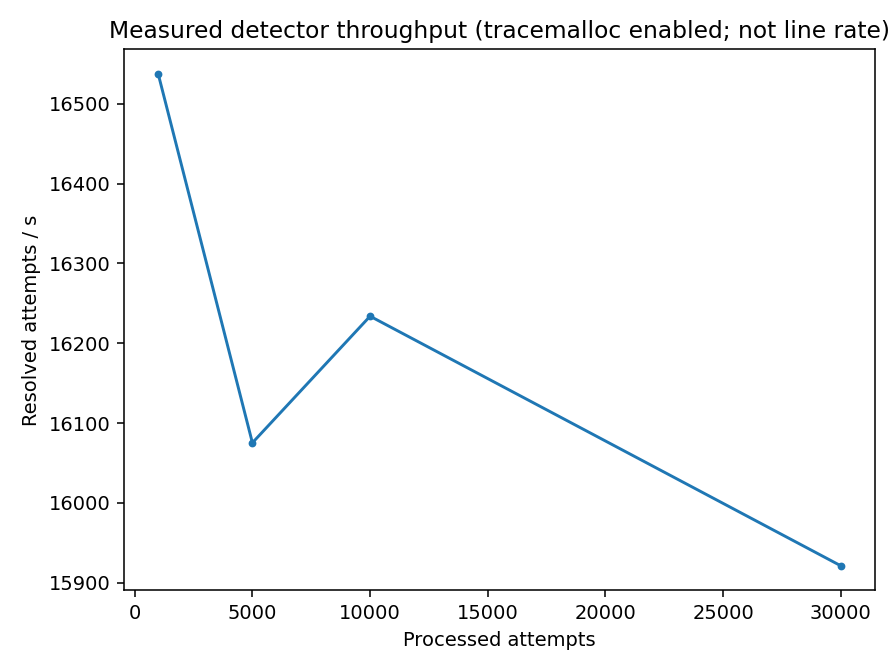 Measured detector throughput (tracemalloc enabled; not line rate)
16500
16400
16300
16200
16100
16000
15900
Resolved attempts / s
0 5000 10000 15000 20000 25000 30000
Processed attempts